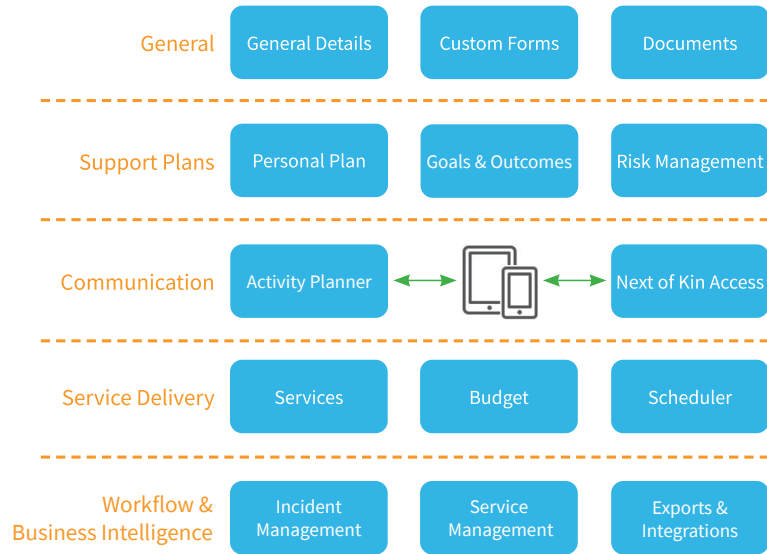 General
General Details
Custom Forms
Documents
Support Plans
Personal Plan
Goals & Outcomes
Risk Management
Communication
Activity Planner
Next of Kin Access
Service Delivery
Services
Budget
Scheduler
Workflow &
Business Intelligence
Incident
Management
Service
Management
Exports &
Integrations